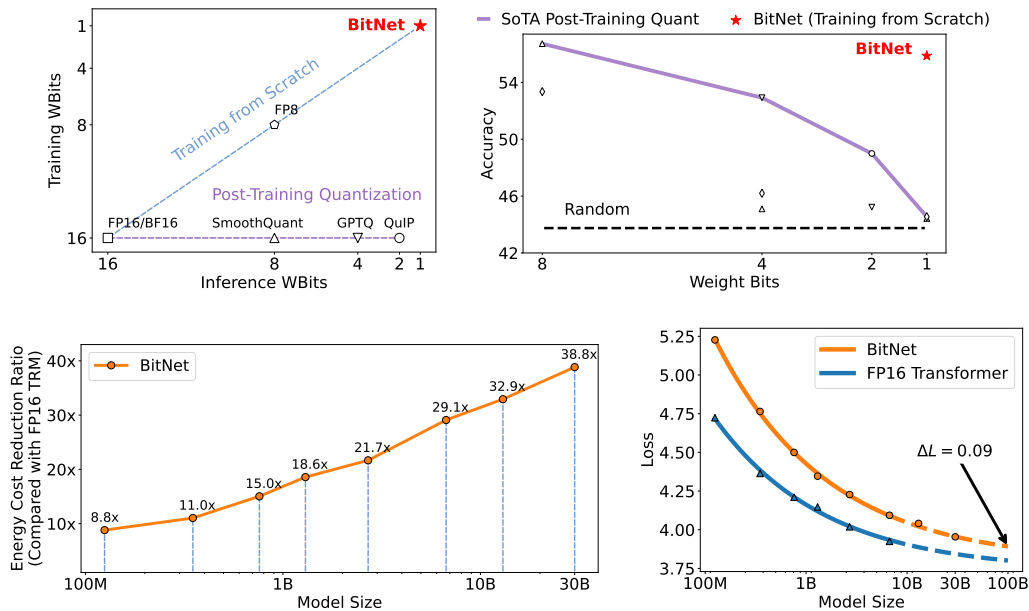 BitNet
1
4
8
16
Training WBits
Training from Scratch
FP8
Post-Training Quantization
FP16/BF16
SmoothQuant
GPTQ
QuIP
16
8
4
2
1
Inference WBits
SoTA Post-Training Quant
BitNet (Training from Scratch)
BitNet
54
50
46
42
Accuracy
Random
8
4
2
1
Weight Bits
Energy Cost Reduction Ratio
(Compared with FP16 TRM)
40x
30x
20x
10x
BitNet
8.8x
11.0x
15.0x
18.6x
21.7x
29.1x
32.9x
38.8x
100M
1B
10B
30B
Model Size
5.25
5.00
4.75
4.50
4.25
4.00
3.75
Loss
BitNet
FP16 Transformer
ΔL = 0.09
100M
1B
10B
30B
100B
Model Size